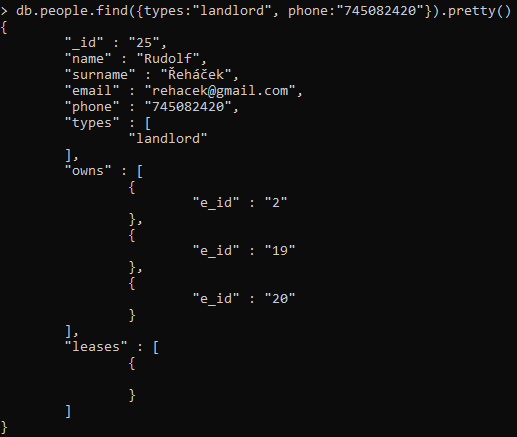 > db.people.find({types:"landlord", phone:"745082420"}).pretty()
{
        "_id" : "25",
        "name" : "Rudolf",
        "surname" : "Řeháček",
        "email" : "rehacek@gmail.com",
        "phone" : "745082420",
        "types" : [
                "landlord"
        ],
        "owns" : [
                {
                        "e_id" : "2"
                },
                {
                        "e_id" : "19"
                },
                {
                        "e_id" : "20"
                }
        ],
        "leases" : [
                {

                }
        ]
}